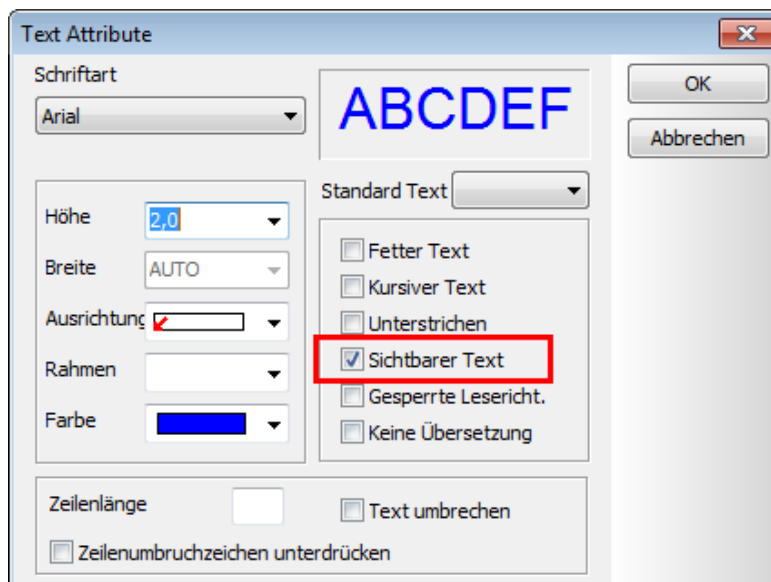 Text Attribute
Schriftart
Arial
ABCDEF
OK
Abbrechen
Standard Text
Höhe
2,0
Breite
AUTO
Ausrichtung
Rahmen
Farbe
Fetter Text
Kursiver Text
Unterstrichen
Sichtbarer Text
Gesperrte Lesericht.
Keine Übersetzung
Zeilenlänge
Text umbrechen
Zeilenumbruchzeichen unterdrücken